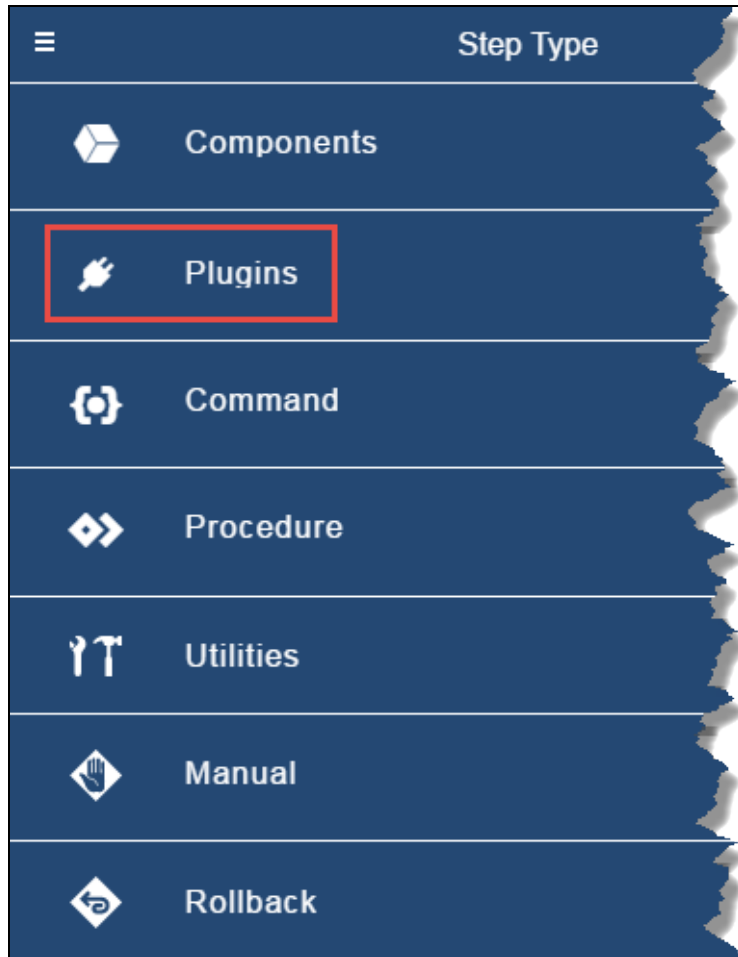 Step Type
Components
Plugins
Command
Procedure
Utilities
Manual
Rollback